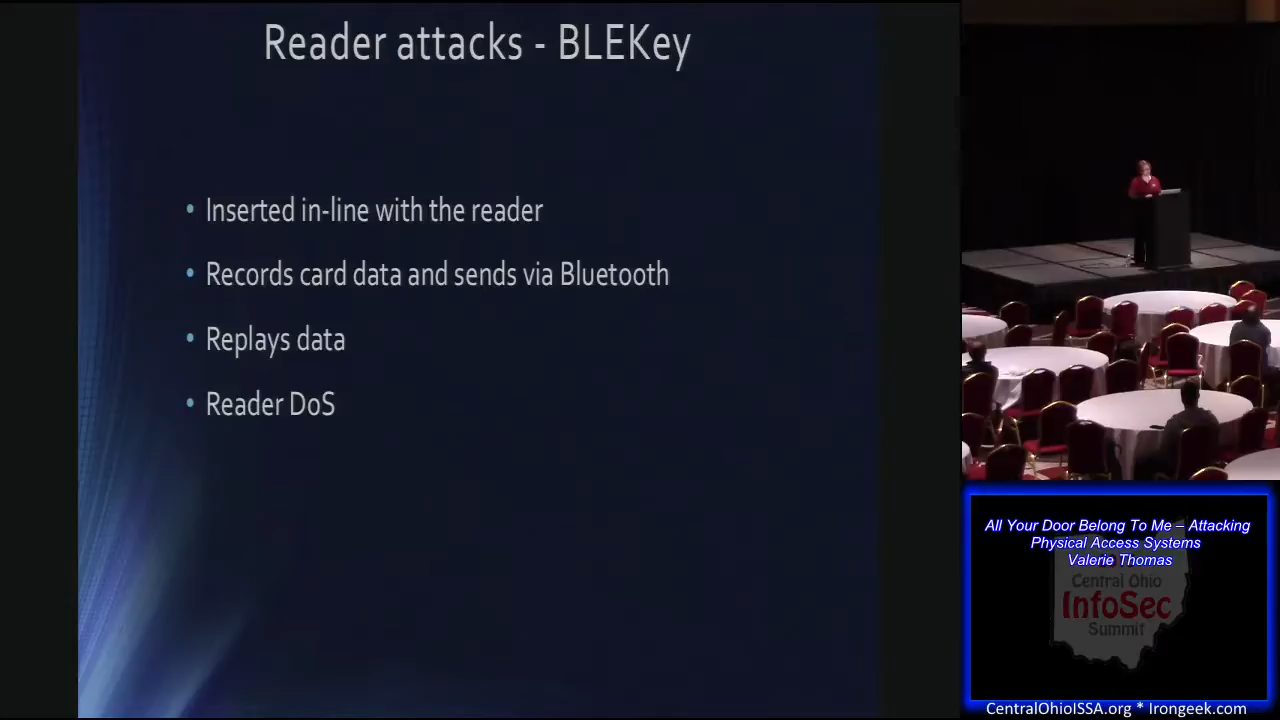 Reader attacks - BLEKey
• Inserted in-line with the reader
• Records card data and sends via Bluetooth
• Replays data
• Reader DoS
All Your Door Belong To Me – Attacking
Physical Access Systems
Valerie Thomas
Central Ohio
InfoSec
Summit
CentralOhioISSA.org * Irongeek.com